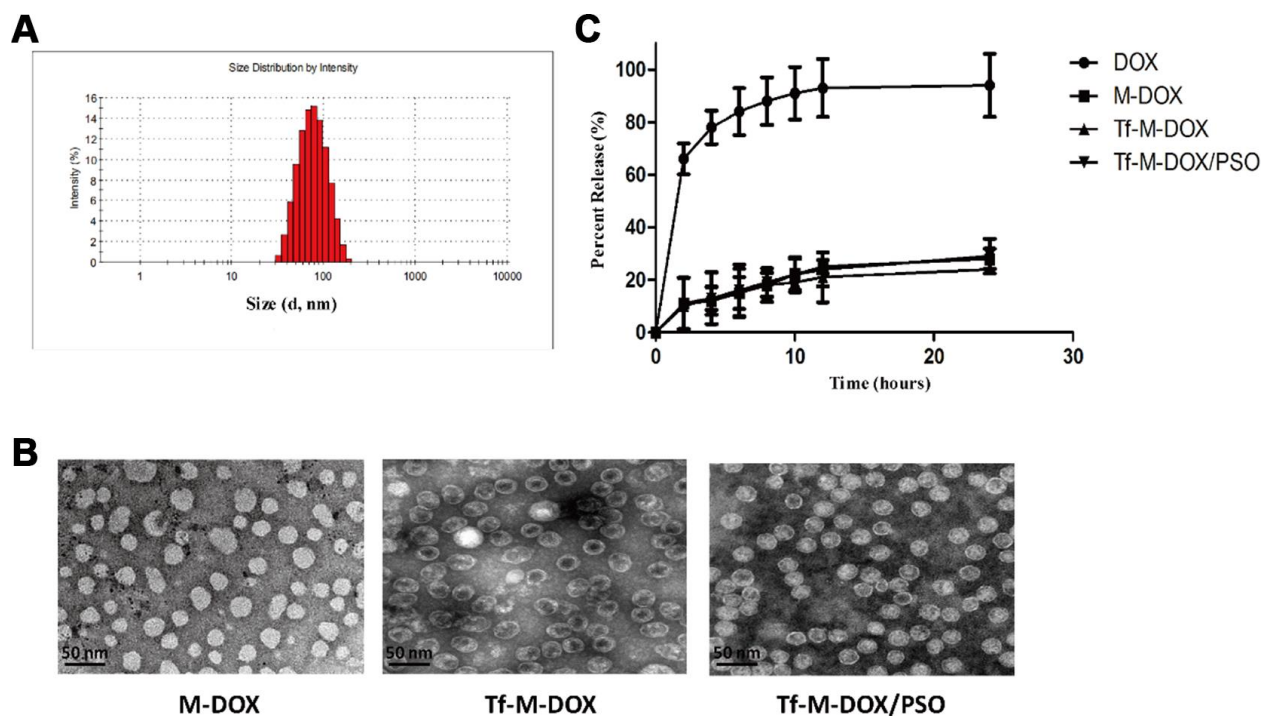 A
Size Distribution by Intensity
Intensity (%)
16
14
12
10
8
6
4
2
0
1
10
100
1000
10000
Size (d, nm)
C
Percent Release (%)
100
80
60
40
20
0
0
10
20
30
Time (hours)
DOX
M-DOX
Tf-M-DOX
Tf-M-DOX/PSO
B
50 nm
50 nm
50 nm
M-DOX
Tf-M-DOX
Tf-M-DOX/PSO